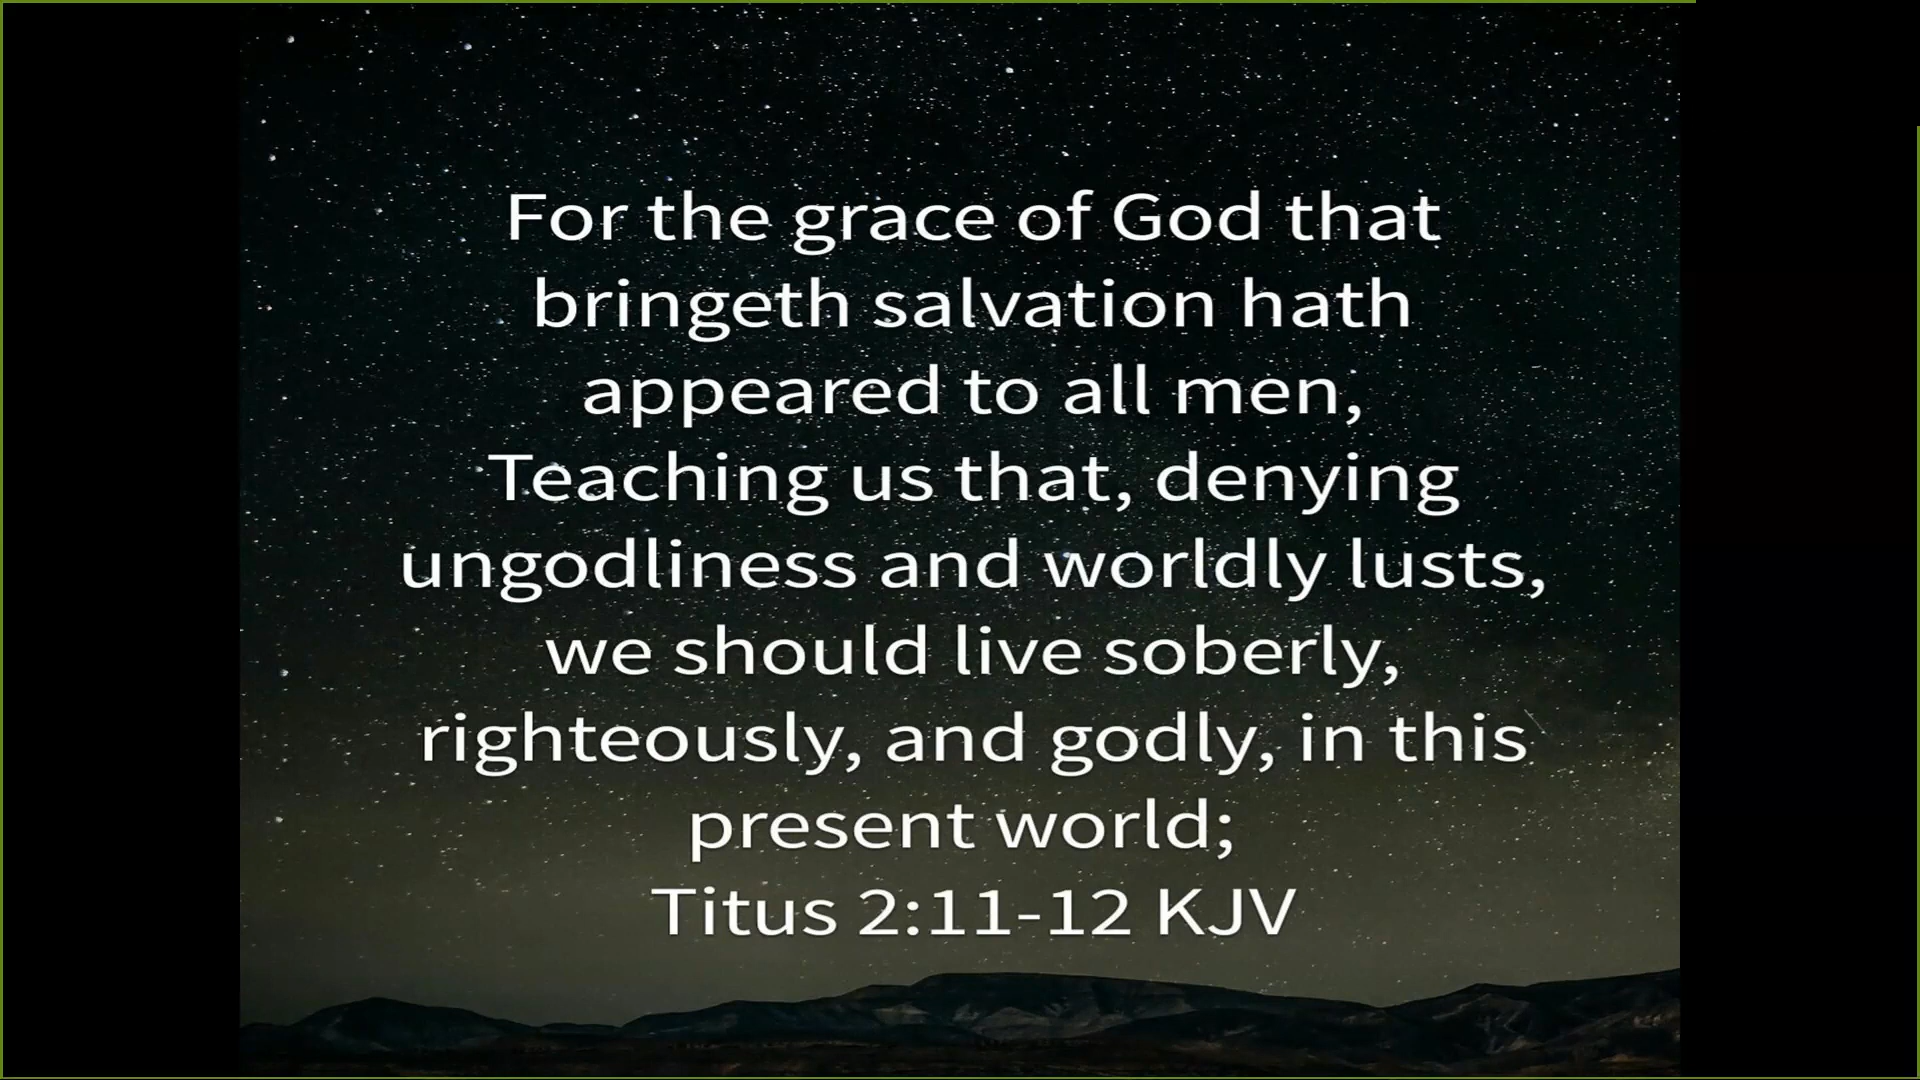 For the grace of God that
bringeth salvation hath
appeared to all men,
Teaching us that, denying
ungodliness and worldly lusts,
we should live soberly,
righteously, and godly, in this
present world;
Titus 2:11-12 KJV